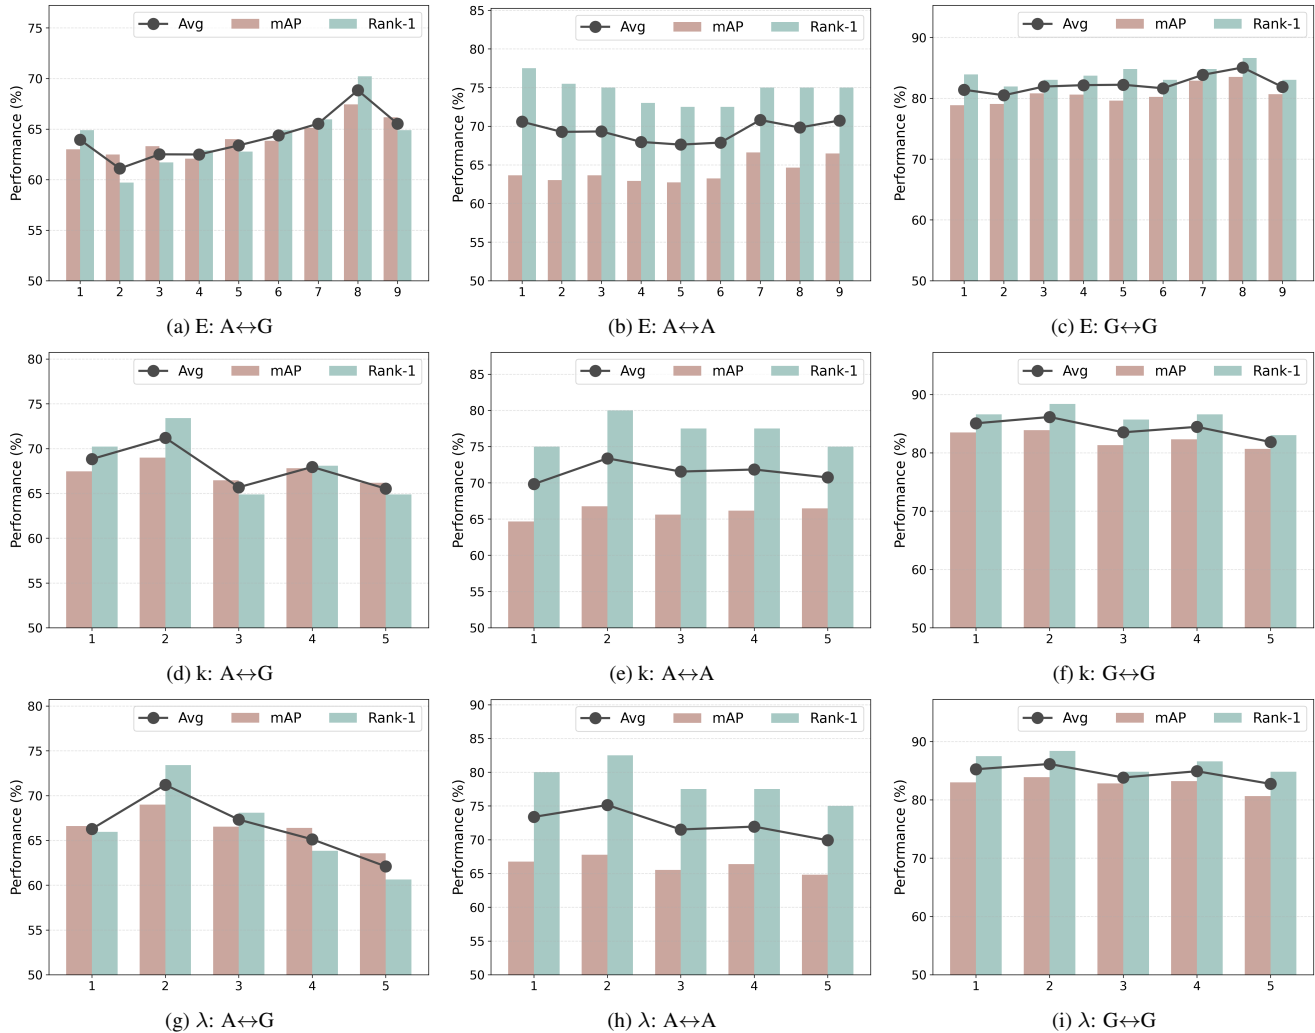 Avg mAP Rank-1
Performance (%)
75
70
65
60
55
50
1 2 3 4 5 6 7 8 9
(a) E: A↔G
Avg mAP Rank-1
Performance (%)
85
80
75
70
65
60
55
50
1 2 3 4 5 6 7 8 9
(b) E: A↔A
Avg mAP Rank-1
Performance (%)
90
80
70
60
50
1 2 3 4 5 6 7 8 9
(c) E: G↔G
Avg mAP Rank-1
Performance (%)
80
75
70
65
60
55
50
1 2 3 4 5
(d) k: A↔G
Avg mAP Rank-1
Performance (%)
85
80
75
70
65
60
55
50
1 2 3 4 5
(e) k: A↔A
Avg mAP Rank-1
Performance (%)
90
80
70
60
50
1 2 3 4 5
(f) k: G↔G
Avg mAP Rank-1
Performance (%)
80
75
70
65
60
55
50
1 2 3 4 5
(g) λ: A↔G
Avg mAP Rank-1
Performance (%)
90
85
80
75
70
65
60
55
50
1 2 3 4 5
(h) λ: A↔A
Avg mAP Rank-1
Performance (%)
90
80
70
60
50
1 2 3 4 5
(i) λ: G↔G